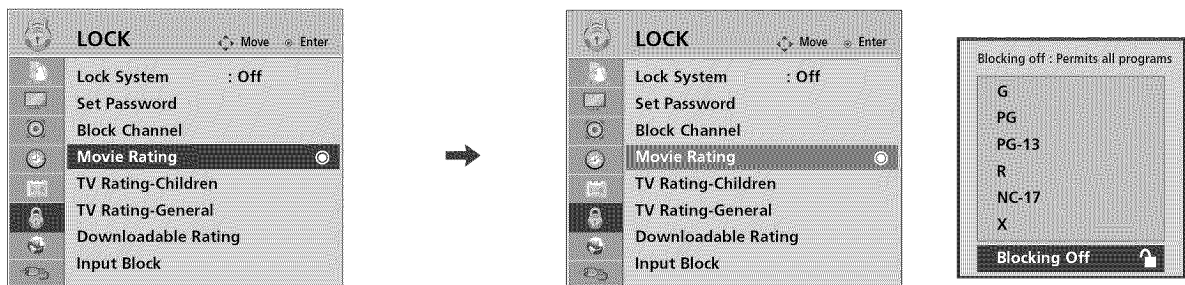 LOCK
Move Enter
Lock System : Off
Set Password
Block Channel
Movie Rating
TV Rating-Children
TV Rating-General
Downloadable Rating
Input Block
LOCK
Move Enter
Lock System : Off
Set Password
Block Channel
Movie Rating
TV Rating-Children
TV Rating-General
Downloadable Rating
Input Block
Blocking off : Permits all programs
G
PG
PG-13
R
NC-17
X
Blocking Off